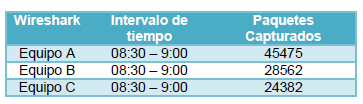 Wireshark Intervalo de tiempo Paquetes Capturados
Equipo A 08:30 – 9:00 45475
Equipo B 08:30 – 9:00 28562
Equipo C 08:30 – 9:00 24382